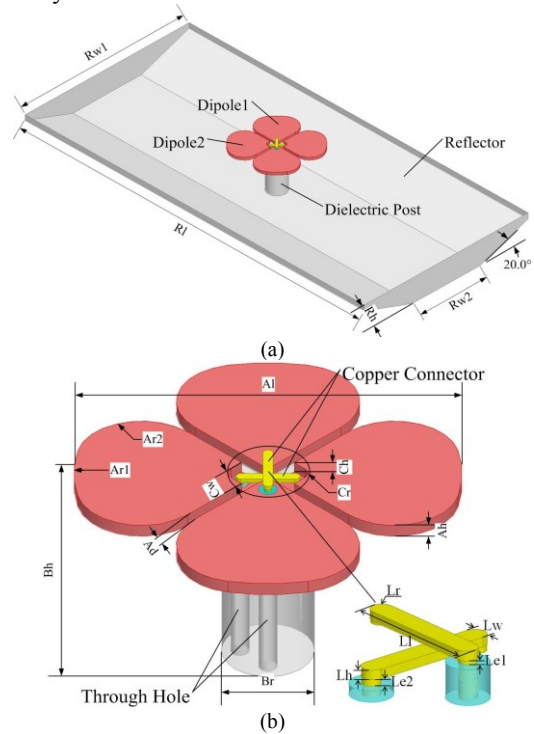 Rw1
Dipole1
Dipole2
Reflector
Dielectric Post
Rl
20.0°
Rw2
Rh
(a)
Copper Connector
Al
Ar2
Ar1
Ch
Cw
Cr
Ah
Pd
Bh
Lr
Lw
Ll
Lh
Le1
Le2
Through Hole
Br
(b)